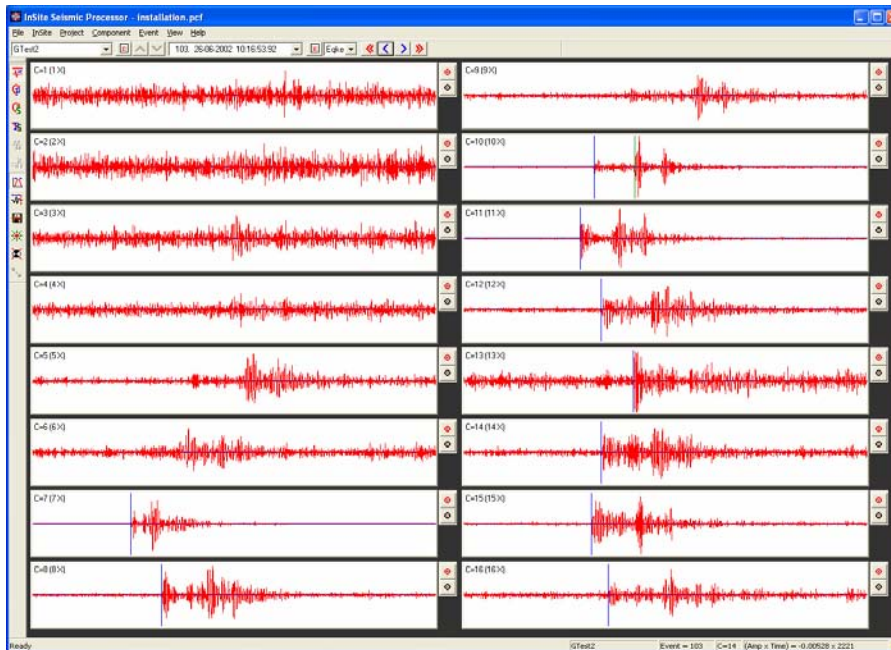 InSite Seismic Processor - installation.pcf
File InSite Project Component Event View Help
GTest2 103. 26-06-2002 10:16:53.92 Eqke
C=1 (1X)
C=2 (2X)
C=3 (3X)
C=4 (4X)
C=5 (5X)
C=6 (6X)
C=7 (7X)
C=8 (8X)
C=9 (9X)
C=10 (10X)
C=11 (11X)
C=12 (12X)
C=13 (13X)
C=14 (14X)
C=15 (15X)
C=16 (16X)
Ready GTest2 Event = 103 C=14 (Amp x Time) = -0.00528 x 2221